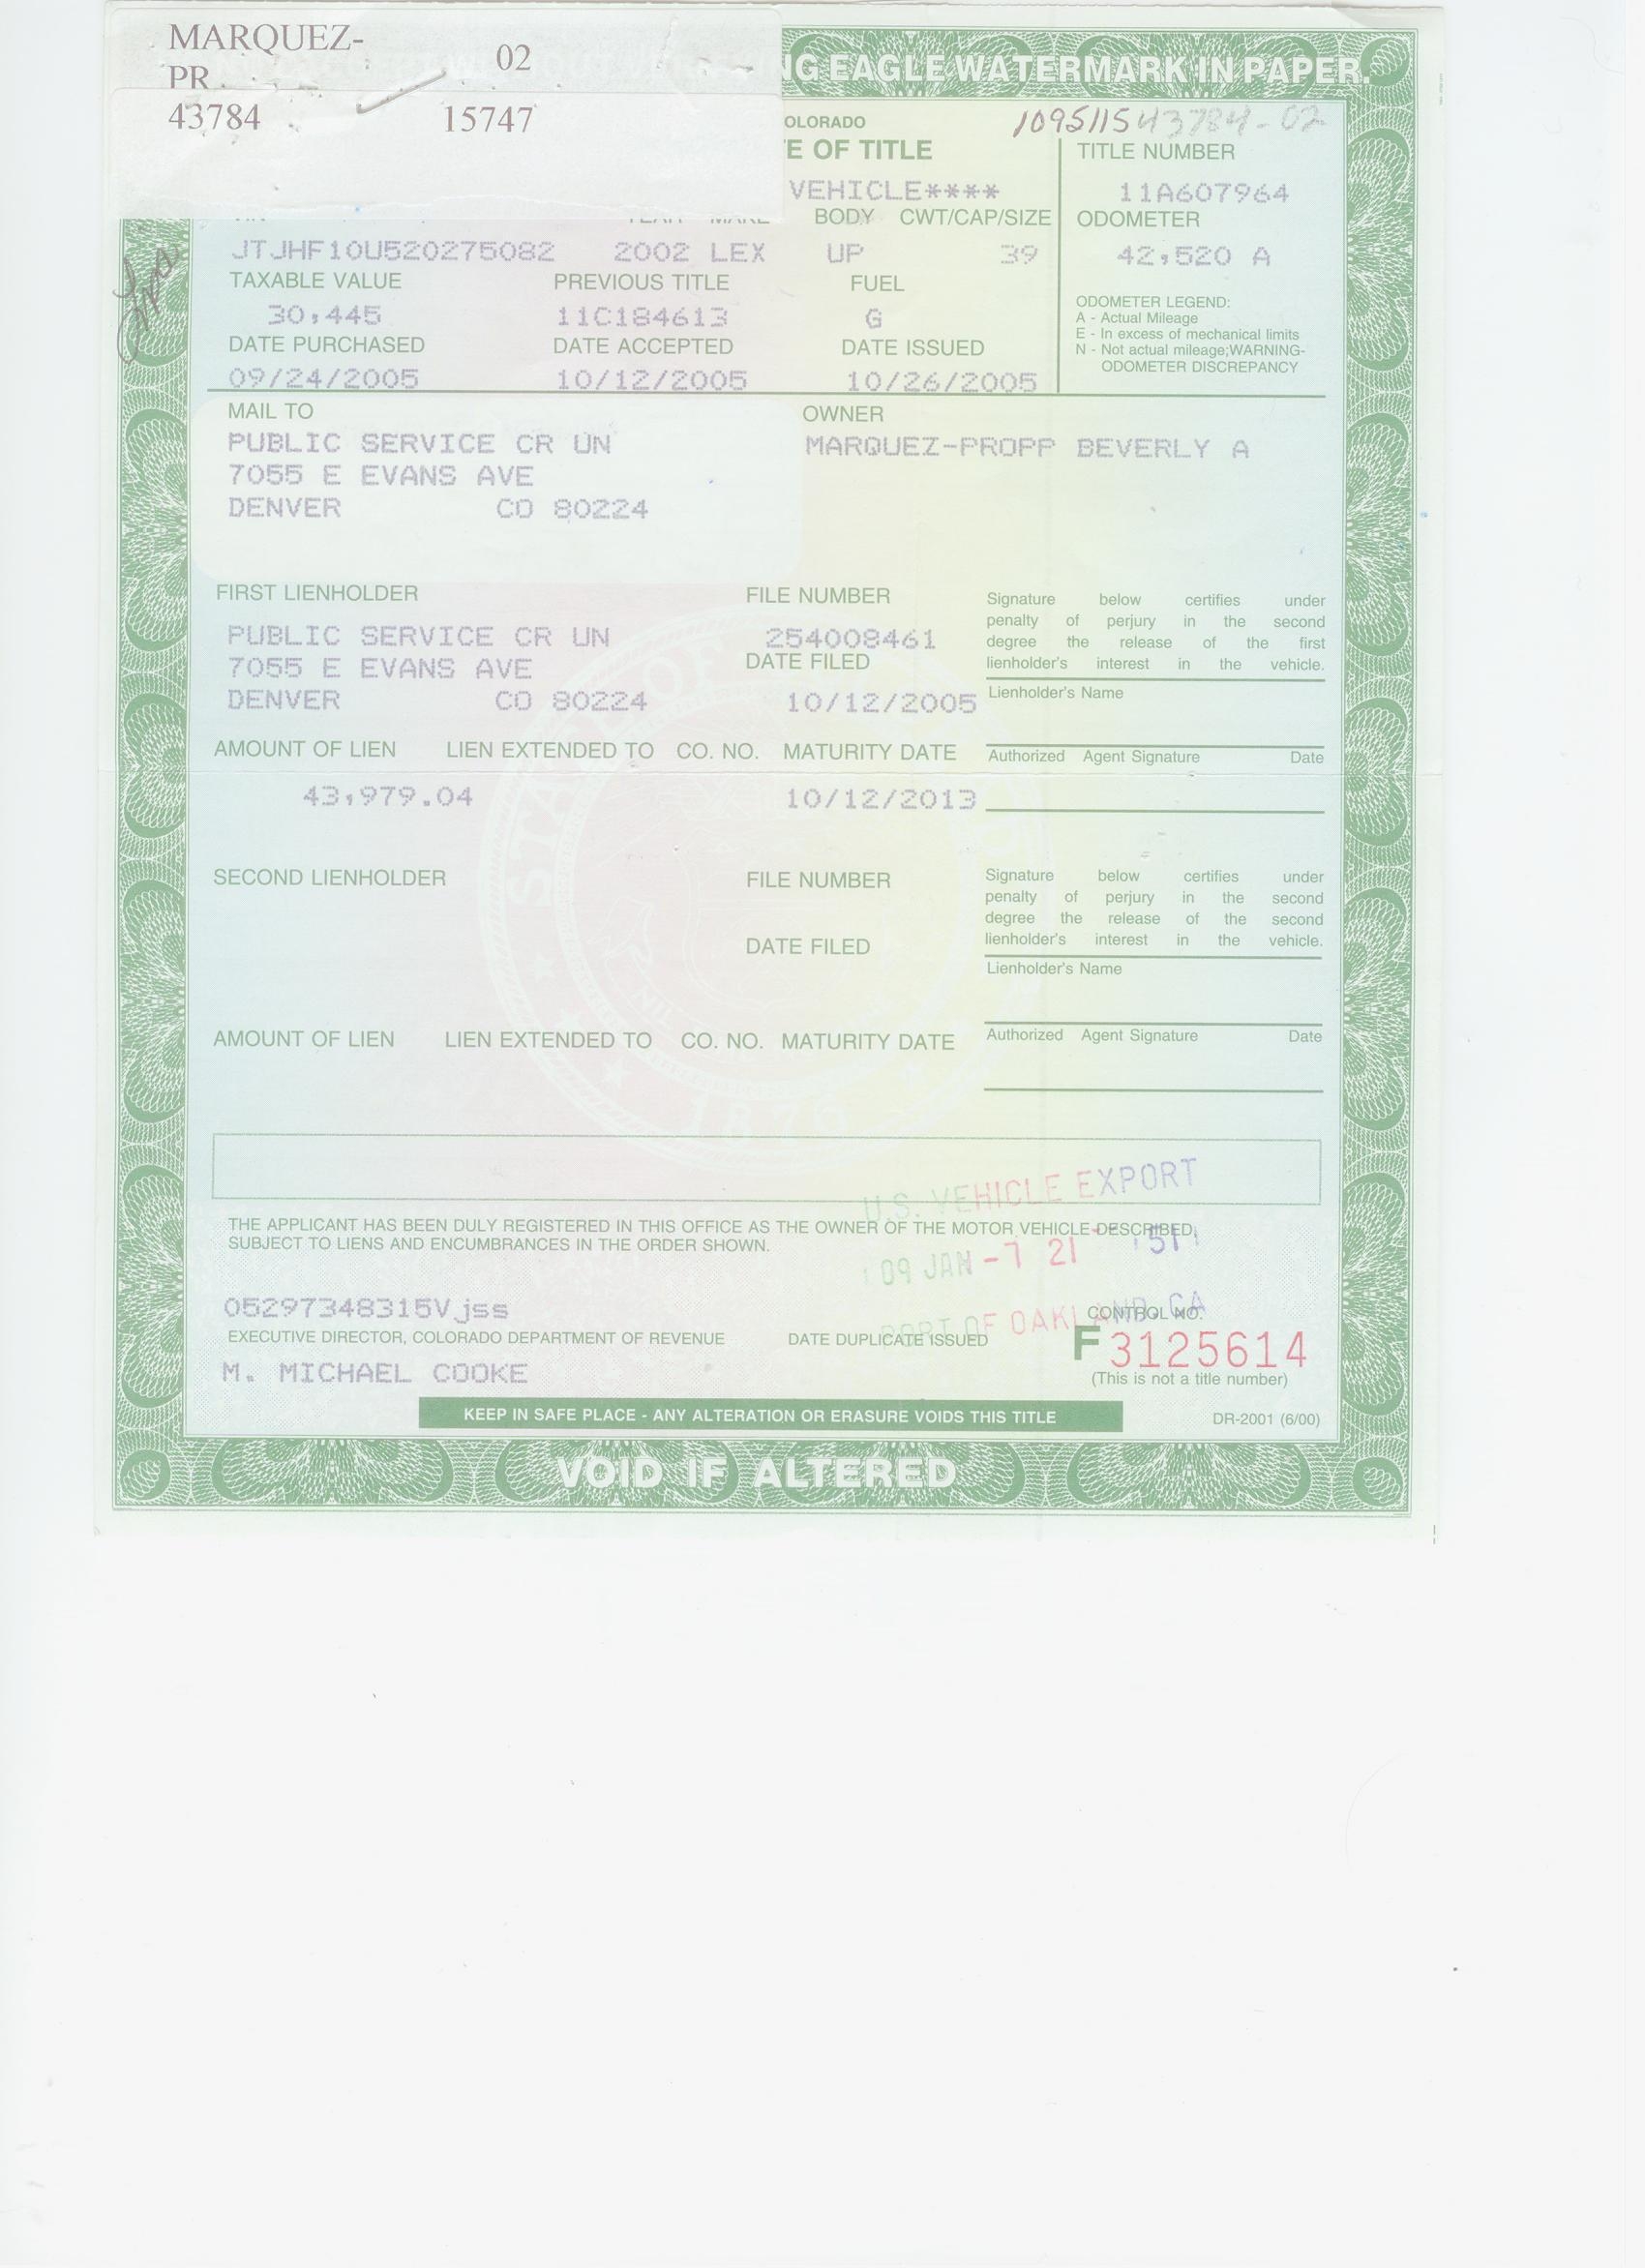 MARQUEZ-
PR 02
43784 15747
NG EAGLE WATERMARK IN PAPER.
OLORADO
109511543784-02
E OF TITLE
TITLE NUMBER
VEHICLE****
11A607964
BODY CWT/CAP/SIZE
ODOMETER
JTJHF10U520275082 2002 LEX UP 39
42,520 A
TAXABLE VALUE PREVIOUS TITLE FUEL
30,445 11C184613 G
ODOMETER LEGEND:
A - Actual Mileage
E - In excess of mechanical limits
N - Not actual mileage;WARNING-
ODOMETER DISCREPANCY
DATE PURCHASED DATE ACCEPTED DATE ISSUED
09/24/2005 10/12/2005 10/26/2005
MAIL TO
PUBLIC SERVICE CR UN
7055 E EVANS AVE
DENVER CO 80224
OWNER
MARQUEZ-PROPP BEVERLY A
FIRST LIENHOLDER
PUBLIC SERVICE CR UN
7055 E EVANS AVE
DENVER CO 80224
FILE NUMBER
254008461
DATE FILED
10/12/2005
Signature below certifies under
penalty of perjury in the second
degree the release of the first
lienholder's interest in the vehicle.
Lienholder's Name
AMOUNT OF LIEN LIEN EXTENDED TO CO. NO. MATURITY DATE
Authorized Agent Signature Date
43,979.04 10/12/2013
SECOND LIENHOLDER
FILE NUMBER
DATE FILED
Signature below certifies under
penalty of perjury in the second
degree the release of the second
lienholder's interest in the vehicle.
Lienholder's Name
AMOUNT OF LIEN LIEN EXTENDED TO CO. NO. MATURITY DATE
Authorized Agent Signature Date
1876
U.S. VEHICLE EXPORT
THE APPLICANT HAS BEEN DULY REGISTERED IN THIS OFFICE AS THE OWNER OF THE MOTOR VEHICLE DESCRIBED,
SUBJECT TO LIENS AND ENCUMBRANCES IN THE ORDER SHOWN.
09 JAN -7 21
PORT OF OAKLAND CA
05297348315Vjss
EXECUTIVE DIRECTOR, COLORADO DEPARTMENT OF REVENUE
M. MICHAEL COOKE
DATE DUPLICATE ISSUED
CONTROL NO.
F 3125614
(This is not a title number)
KEEP IN SAFE PLACE - ANY ALTERATION OR ERASURE VOIDS THIS TITLE
DR-2001 (6/00)
VOID IF ALTERED